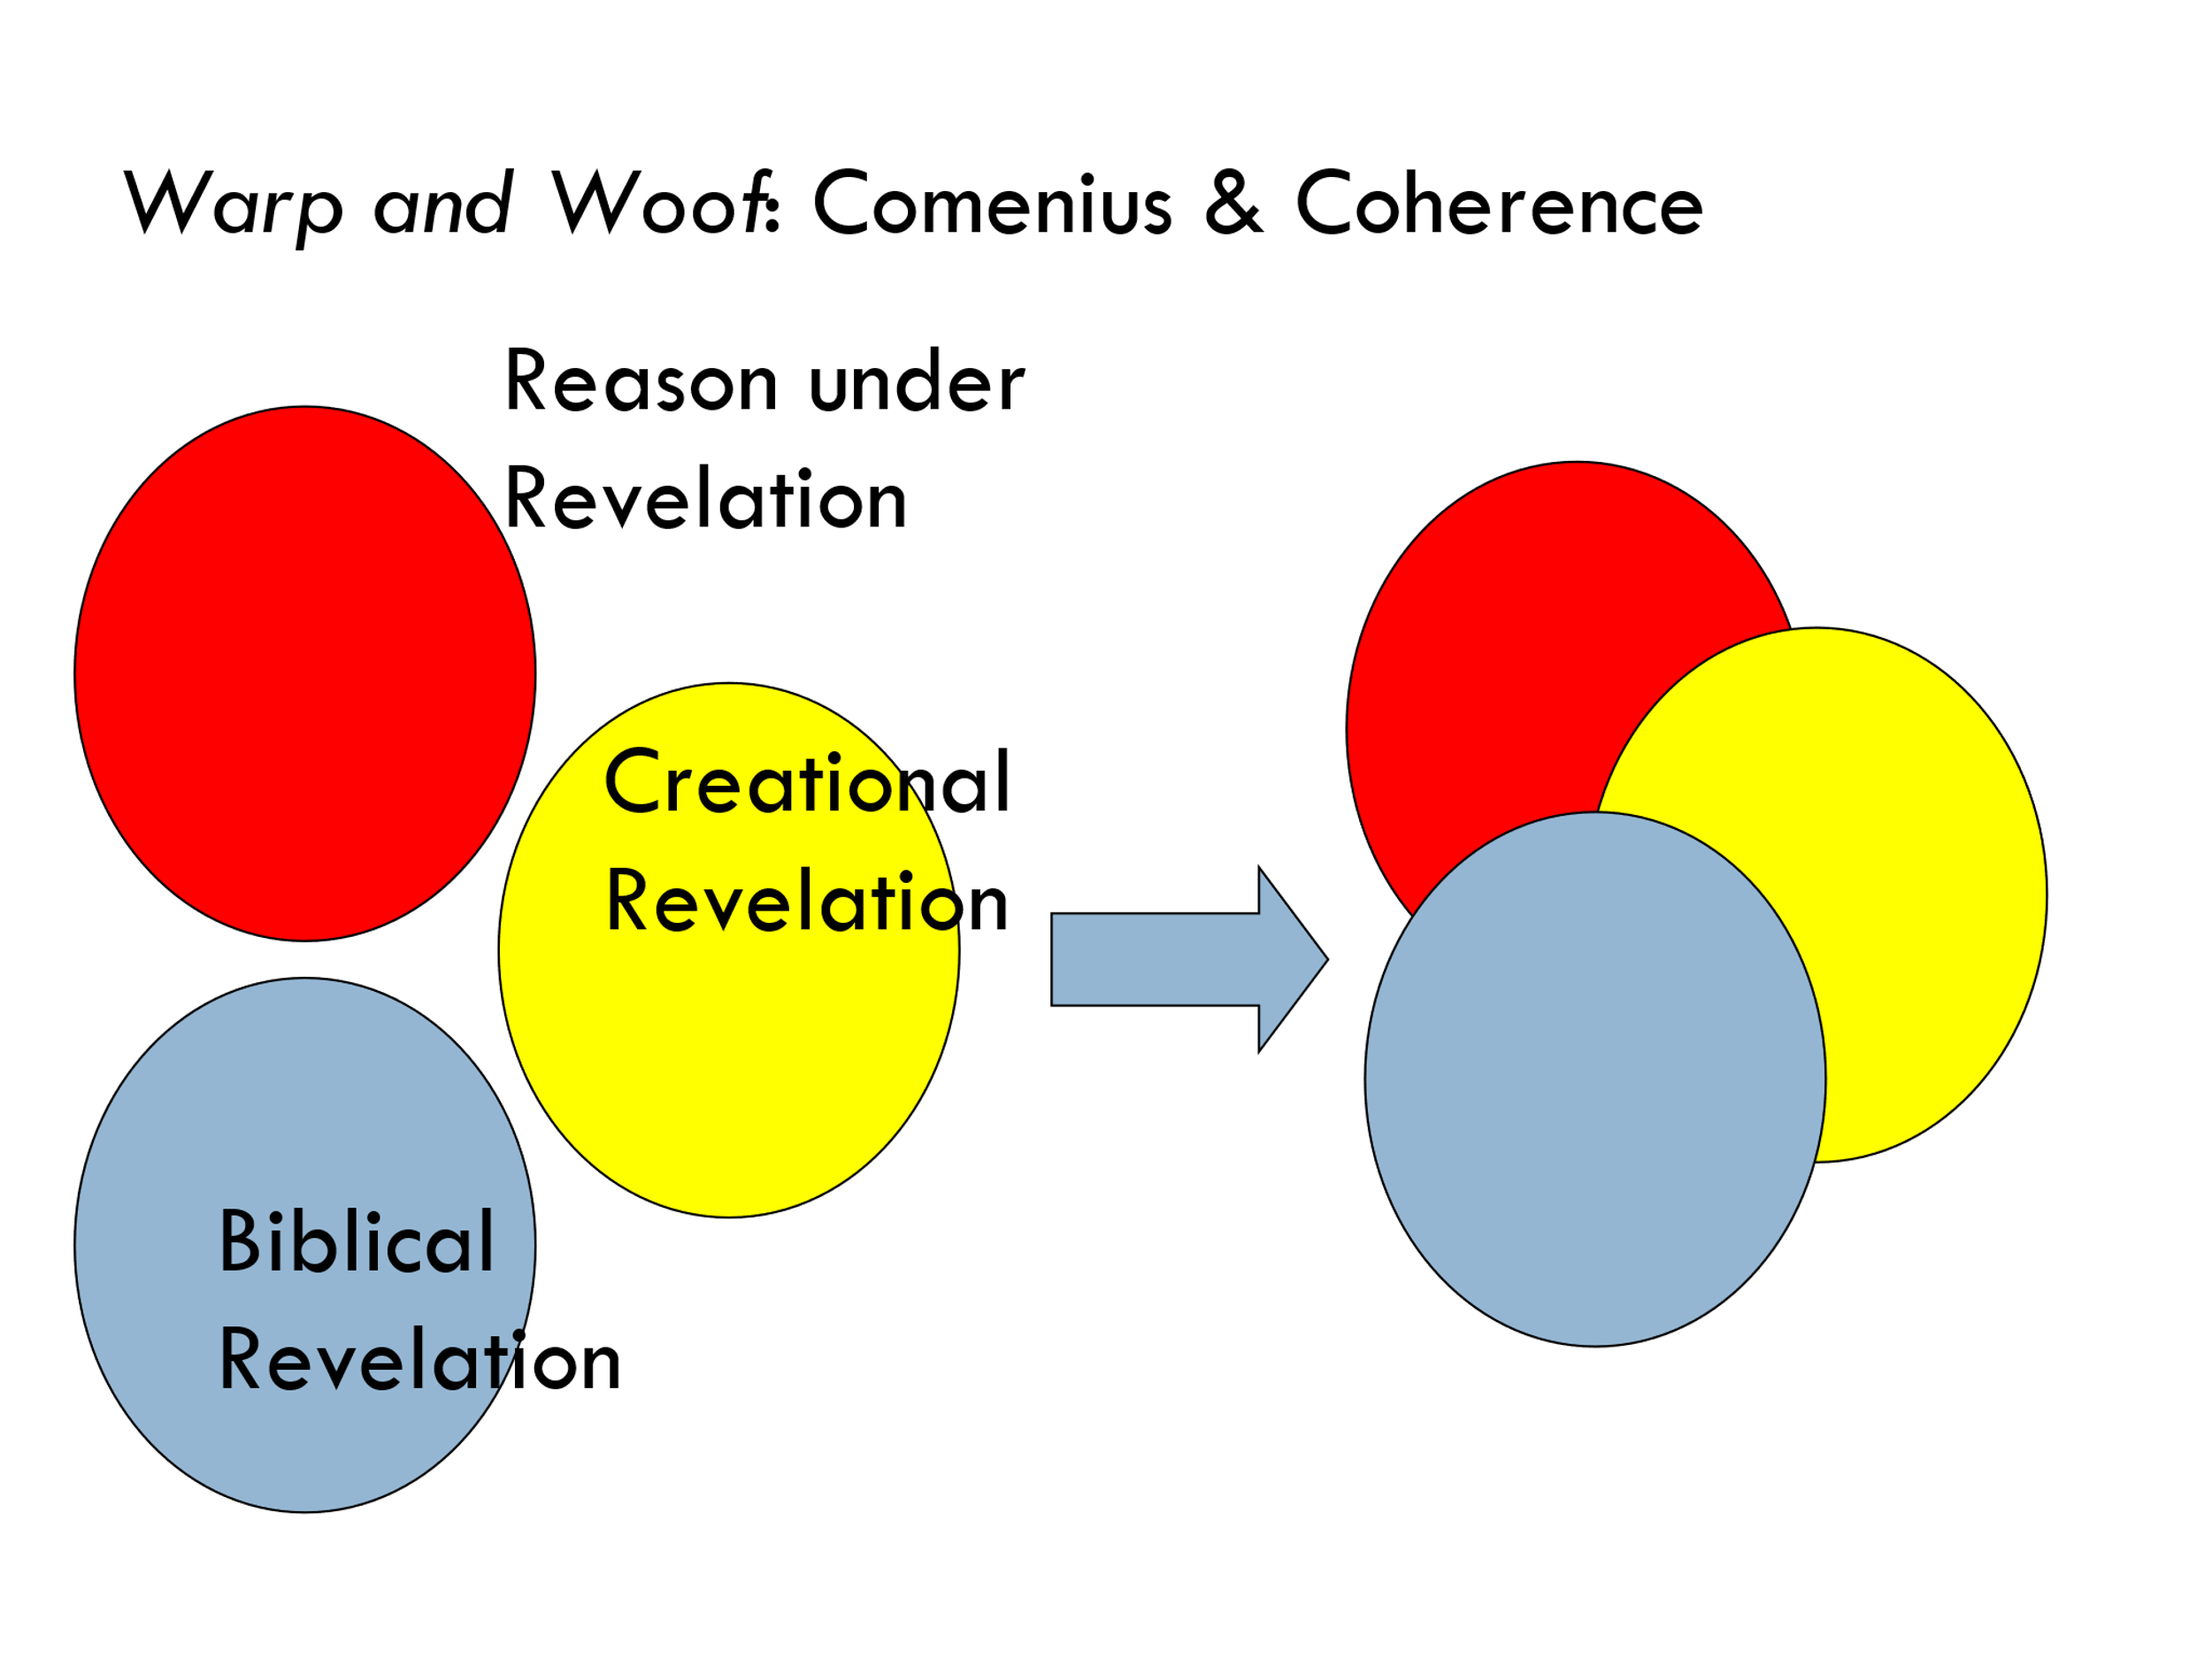 Warp and Woof: Comenius & Coherence
Reason under
Revelation
Creational
Revelation
Biblical
Revelation